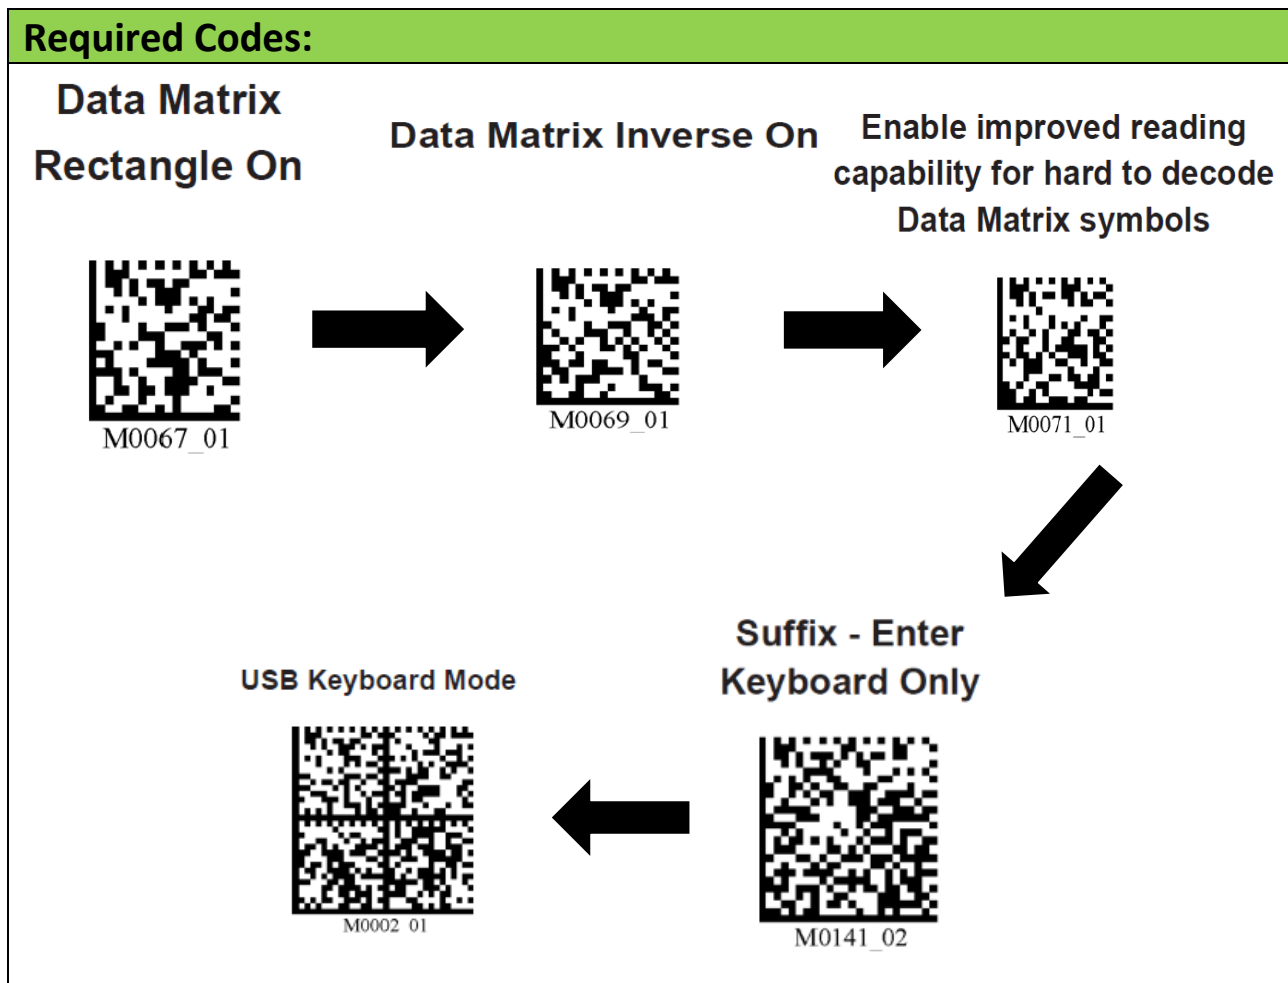 Required Codes:
Data Matrix
Rectangle On
Data Matrix Inverse On
Enable improved reading
capability for hard to decode
Data Matrix symbols
M0067_01
M0069_01
M0071_01
Suffix - Enter
Keyboard Only
USB Keyboard Mode
M0141_02
M0002_01